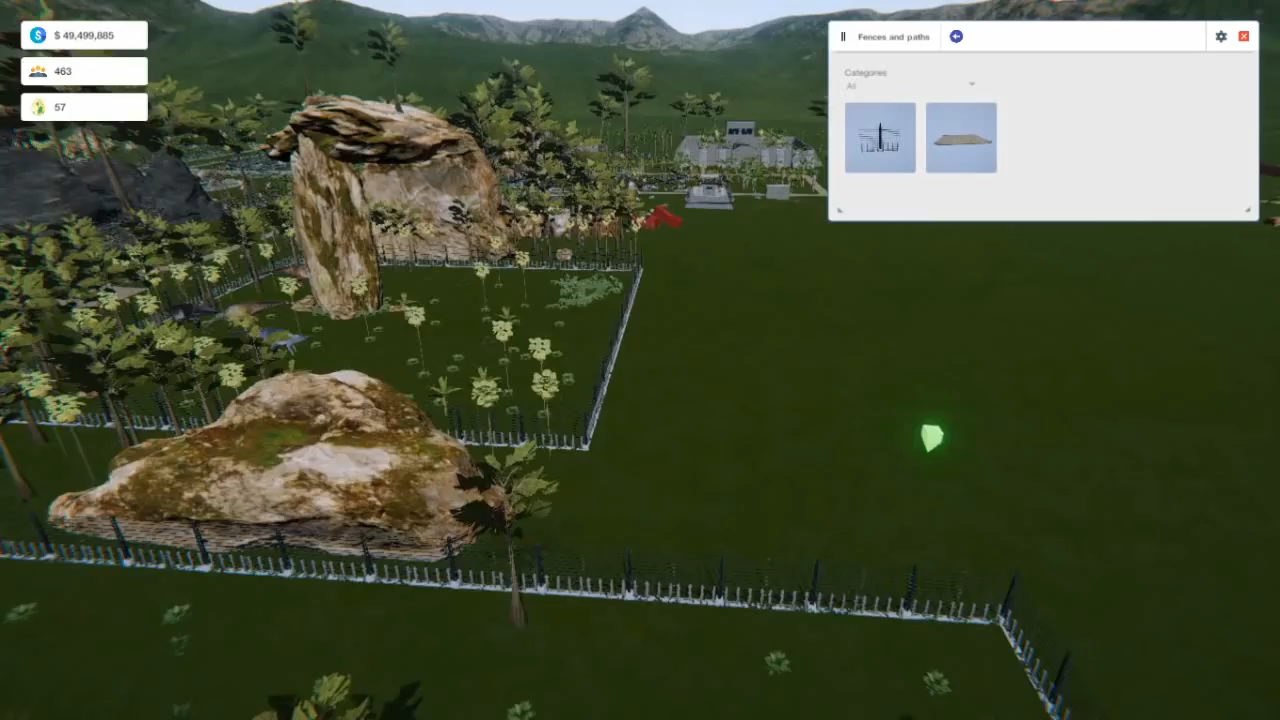 $ 49,499,885
463
57
Fences and paths
Categories
All